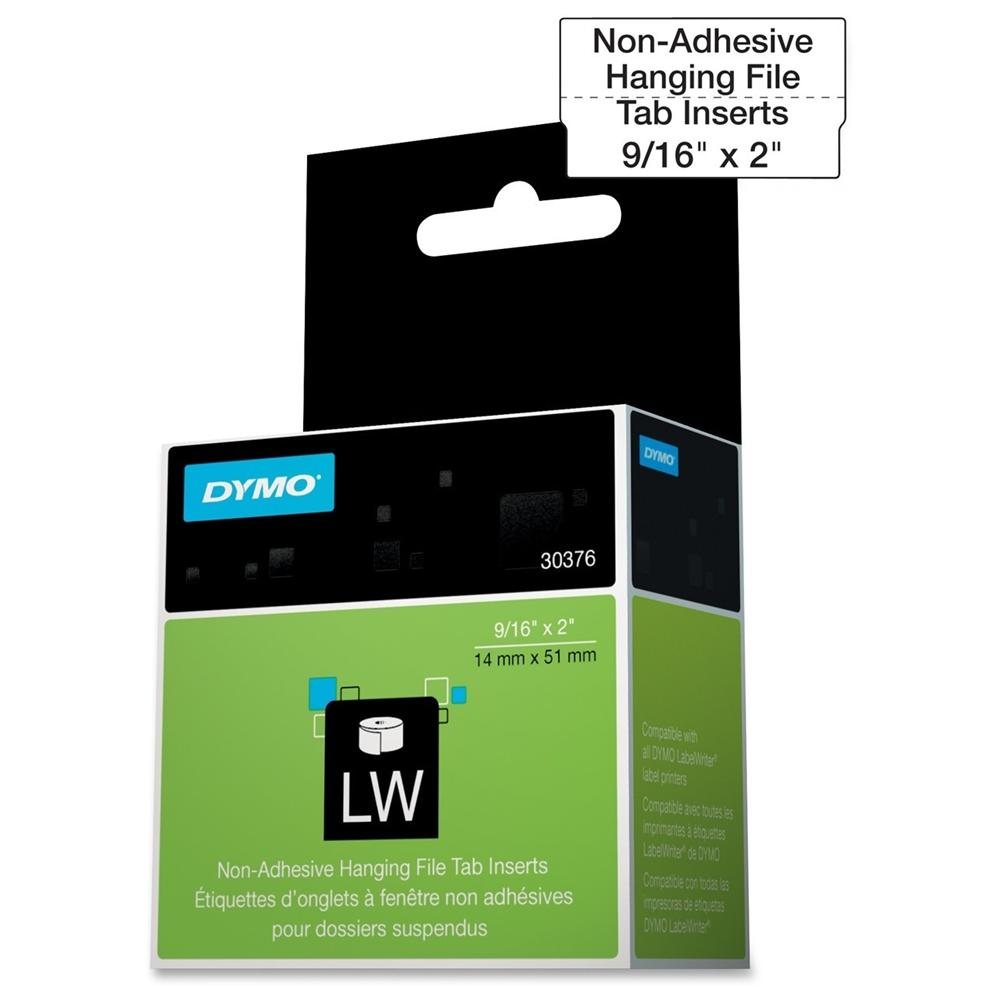 Non-Adhesive
Hanging File
Tab Inserts
9/16" x 2"
DYMO®
30376
9/16" x 2"
14 mm x 51 mm
LW
Non-Adhesive Hanging File Tab Inserts
Étiquettes d'onglets à fenêtre non adhésives
pour dossiers suspendus
DYMO®
Compatible with
all DYMO LabelWriter®
label printers
Compatible avec toutes les
imprimantes à étiquettes
LabelWriter® de DYMO
Compatible con todas las
impresoras de etiquetas
DYMO LabelWriter®